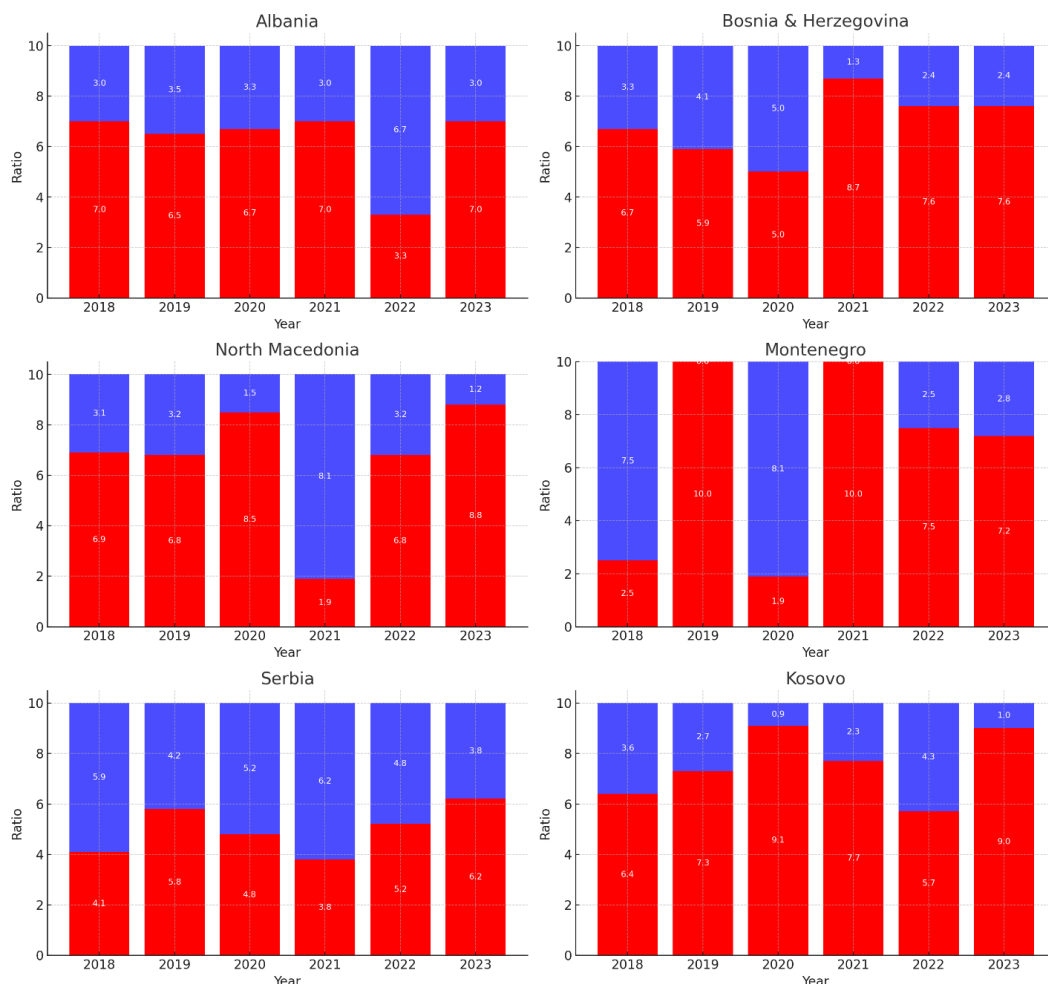 Albania
10
8
6
4
2
0
Ratio
3.0 3.5 3.3 3.0 6.7 3.0
7.0 6.5 6.7 7.0 3.3 7.0
2018 2019 2020 2021 2022 2023
Year
Bosnia & Herzegovina
10
8
6
4
2
0
Ratio
3.3 4.1 5.0 1.3 2.4 2.4
6.7 5.9 5.0 8.7 7.6 7.6
2018 2019 2020 2021 2022 2023
Year
North Macedonia
10
8
6
4
2
0
Ratio
3.1 3.2 1.5 8.1 3.2 1.2
6.9 6.8 8.5 1.9 6.8 8.8
2018 2019 2020 2021 2022 2023
Year
Montenegro
10
8
6
4
2
0
Ratio
7.5 8.1 2.5 2.8
2.5 10.0 1.9 10.0 7.5 7.2
2018 2019 2020 2021 2022 2023
Year
Serbia
10
8
6
4
2
0
Ratio
5.9 4.2 5.2 6.2 4.8 3.8
4.1 5.8 4.8 3.8 5.2 6.2
2018 2019 2020 2021 2022 2023
Year
Kosovo
10
8
6
4
2
0
Ratio
3.6 2.7 0.9 2.3 4.3 1.0
6.4 7.3 9.1 7.7 5.7 9.0
2018 2019 2020 2021 2022 2023
Year